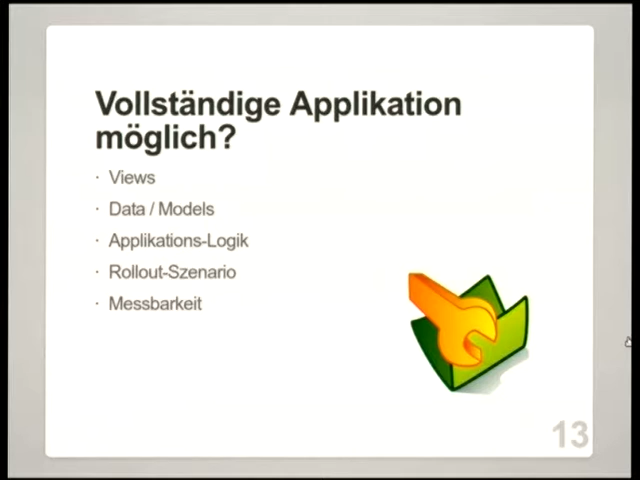 Vollständige Applikation
möglich?
· Views
· Data / Models
· Applikations-Logik
· Rollout-Szenario
· Messbarkeit
13